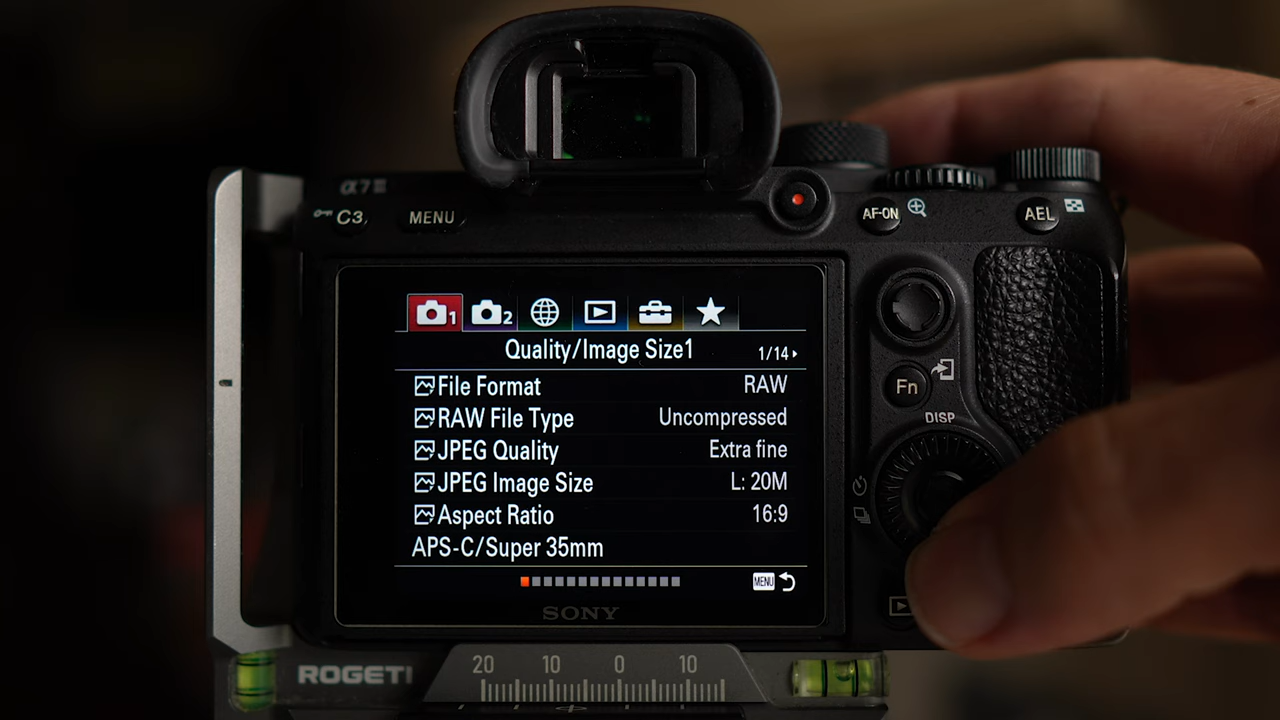 α7III
C3
MENU
AF-ON
AEL
1
2
Quality/Image Size1
1/14
File Format RAW
RAW File Type Uncompressed
JPEG Quality Extra fine
JPEG Image Size L: 20M
Aspect Ratio 16:9
APS-C/Super 35mm
MENU
Fn
DISP
SONY
ROGETI
20 10 0 10